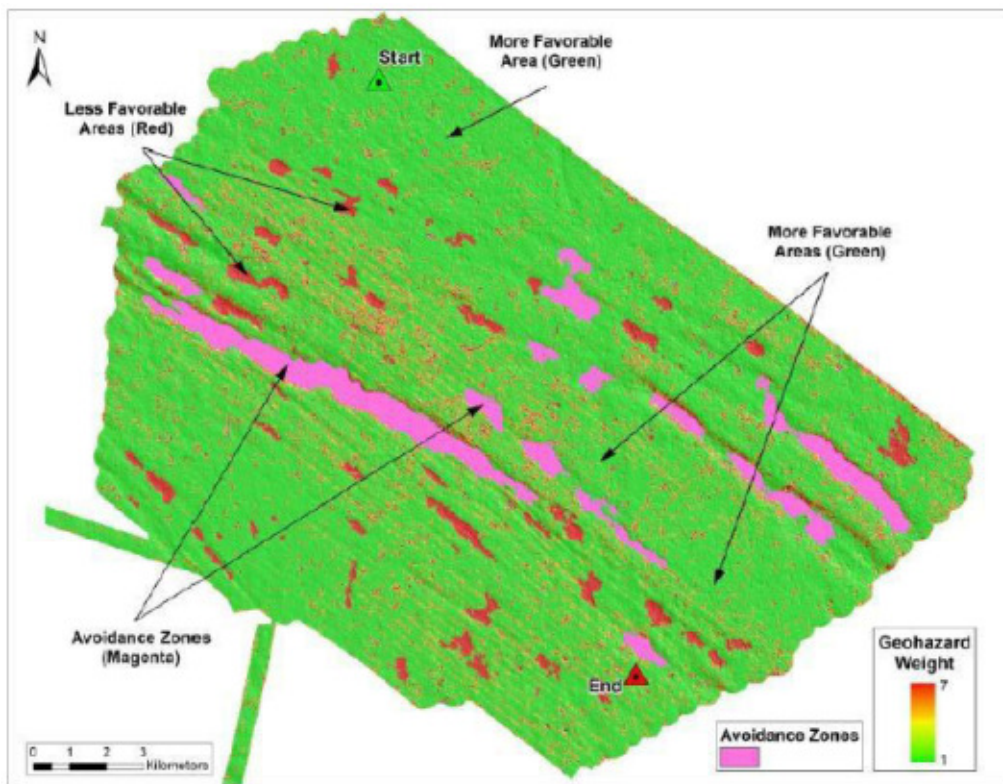 N
Start
More Favorable
Area (Green)
Less Favorable
Areas (Red)
More Favorable
Areas (Green)
Avoidance Zones
(Magenta)
End
Geohazard
Weight
7
1
Avoidance Zones
0 1 2 3
Kilometers